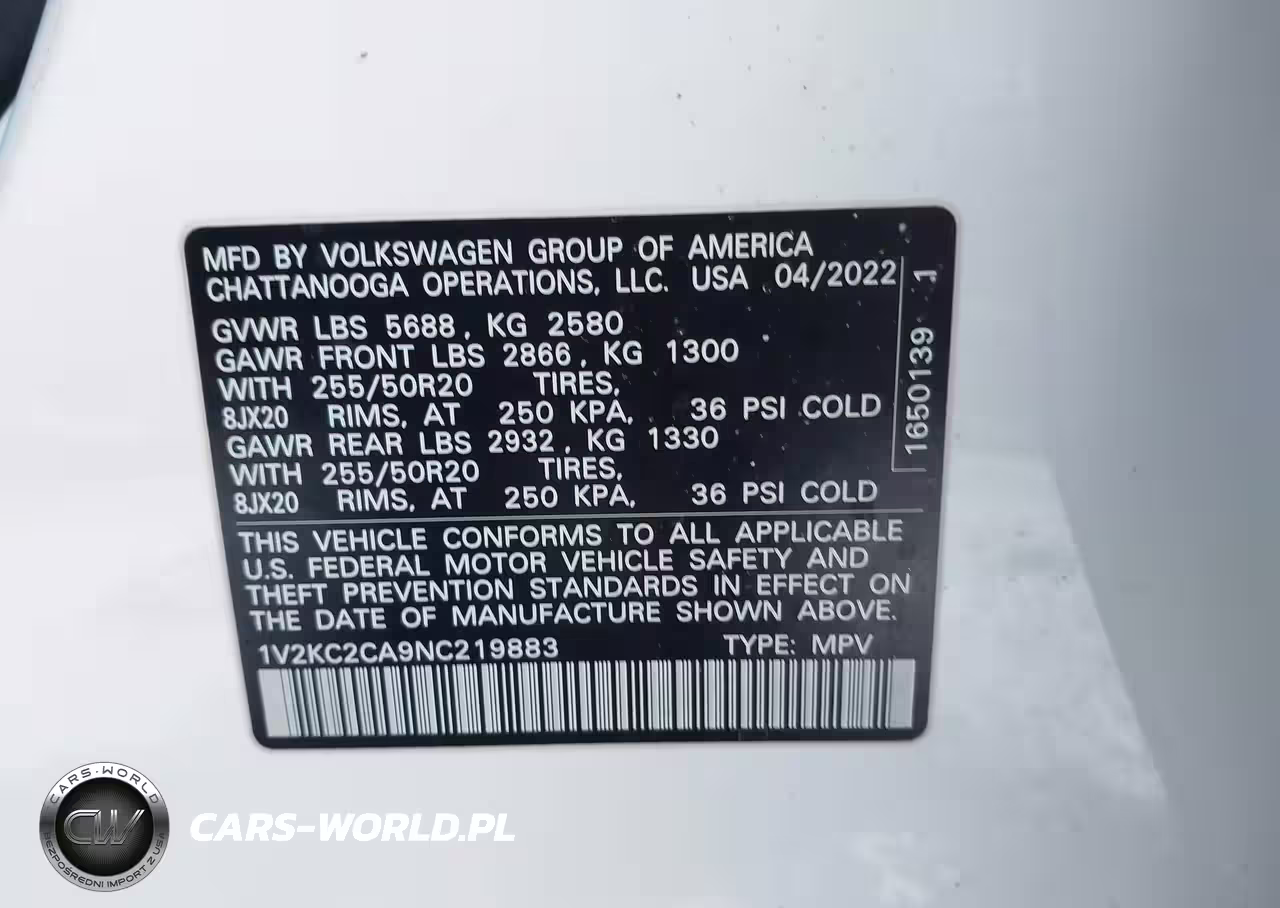 MFD BY VOLKSWAGEN GROUP OF AMERICA
CHATTANOOGA OPERATIONS, LLC. USA 04/2022
GVWR LBS 5688, KG 2580
GAWR FRONT LBS 2866, KG 1300
WITH 255/50R20 TIRES,
8JX20 RIMS, AT 250 KPA, 36 PSI COLD
GAWR REAR LBS 2932, KG 1330
WITH 255/50R20 TIRES,
8JX20 RIMS, AT 250 KPA, 36 PSI COLD
1650139 1
THIS VEHICLE CONFORMS TO ALL APPLICABLE
U.S. FEDERAL MOTOR VEHICLE SAFETY AND
THEFT PREVENTION STANDARDS IN EFFECT ON
THE DATE OF MANUFACTURE SHOWN ABOVE.
1V2KC2CA9NC219883 TYPE: MPV
CARS-WORLD
CW
BEZPOŚREDNI IMPORT Z USA
CARS-WORLD.PL